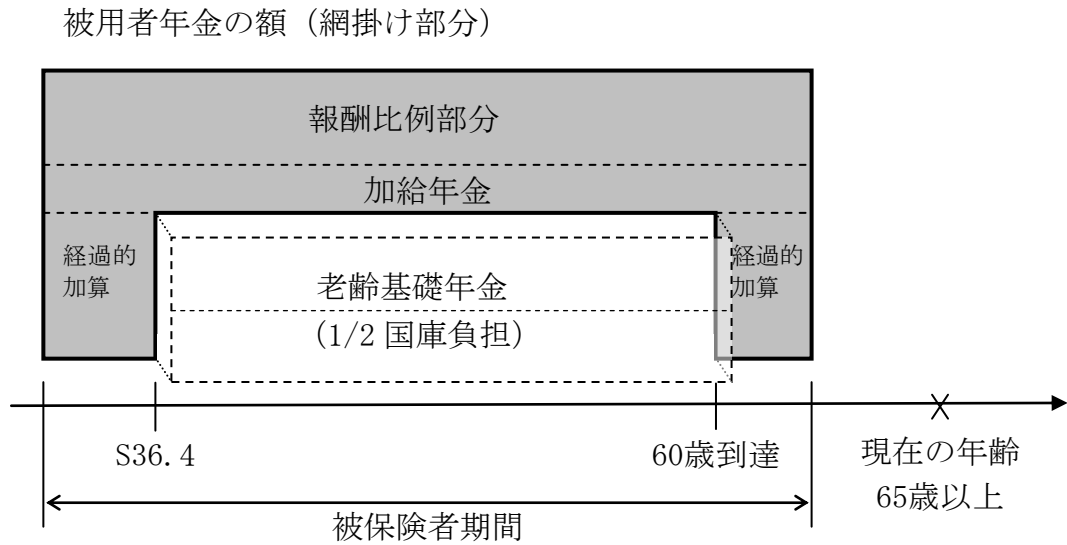 被用者年金の額（網掛け部分）
報酬比例部分
加給年金
経過的
加算
老齢基礎年金
（1/2 国庫負担）
経過的
加算
S36.4
60歳到達
現在の年齢
65歳以上
被保険者期間